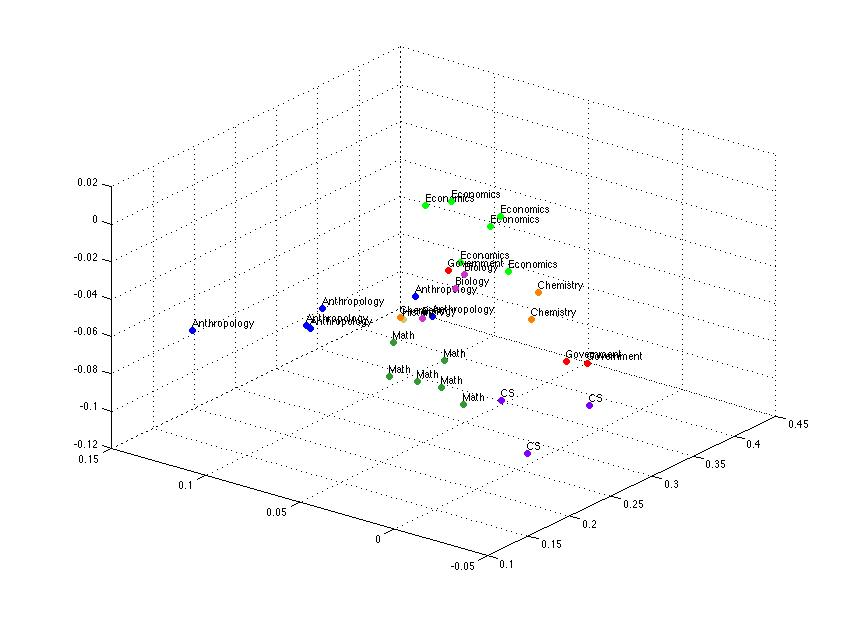 0.02
0
-0.02
-0.04
-0.06
-0.08
-0.1
-0.12
0.15
0.1
0.05
0
-0.05
0.1
0.15
0.2
0.25
0.3
0.35
0.4
0.45
Economics
Economics
Economics
Economics
Economics
Government
Biology
Economics
Biology
Chemistry
Anthropology
Anthropology
Anthropology
Chemistry
Anthropology
Anthropology
Anthropology
Math
Math
Government
Government
Math
Math
Math
Math
CS
CS
CS